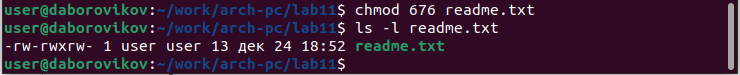 user@daborovikov:~/work/arch-pc/lab11$ chmod 676 readme.txt
user@daborovikov:~/work/arch-pc/lab11$ ls -l readme.txt
-rw-rwxrw- 1 user user 13 дек 24 18:52 readme.txt
user@daborovikov:~/work/arch-pc/lab11$